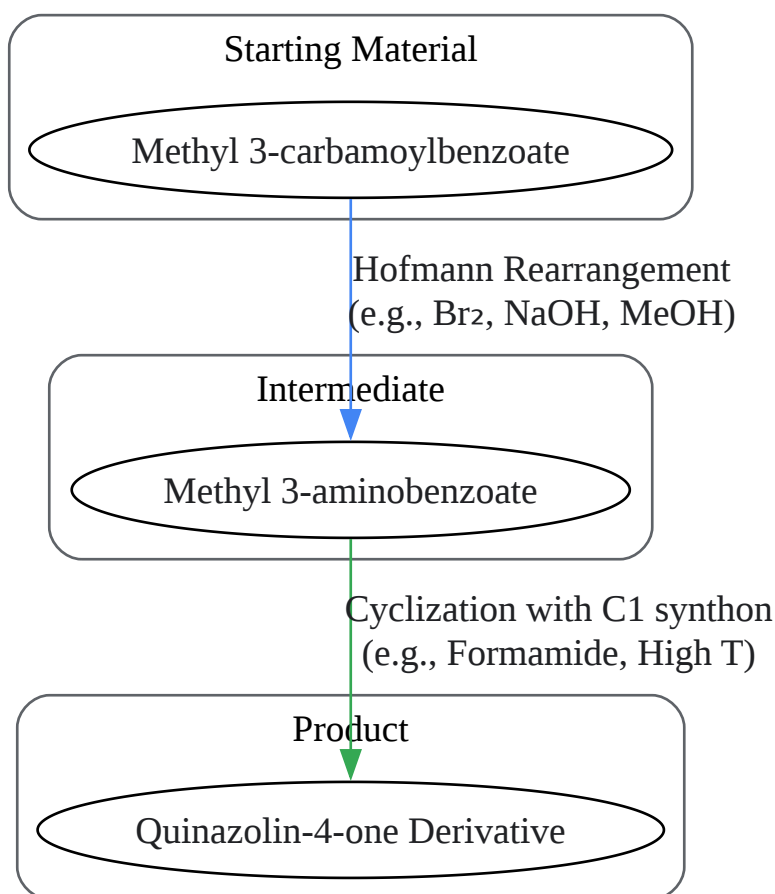 Starting Material
Methyl 3-carbamoylbenzoate
Hofmann Rearrangement
(e.g., Br₂, NaOH, MeOH)
Intermediate
Methyl 3-aminobenzoate
Cyclization with C1 synthon
(e.g., Formamide, High T)
Product
Quinazolin-4-one Derivative